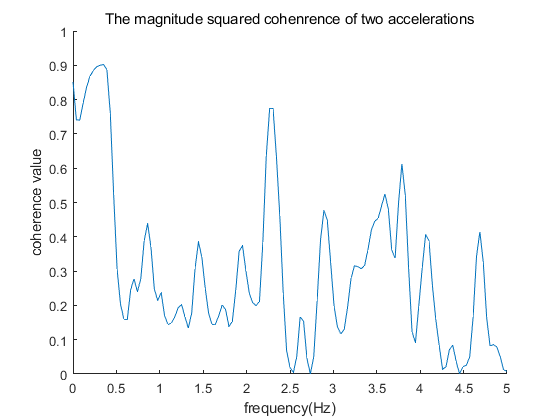 The magnitude squared cohenrence of two accelerations
1
0.9
0.8
0.7
0.6
0.5
0.4
0.3
0.2
0.1
0
coherence value
0 0.5 1 1.5 2 2.5 3 3.5 4 4.5 5
frequency(Hz)